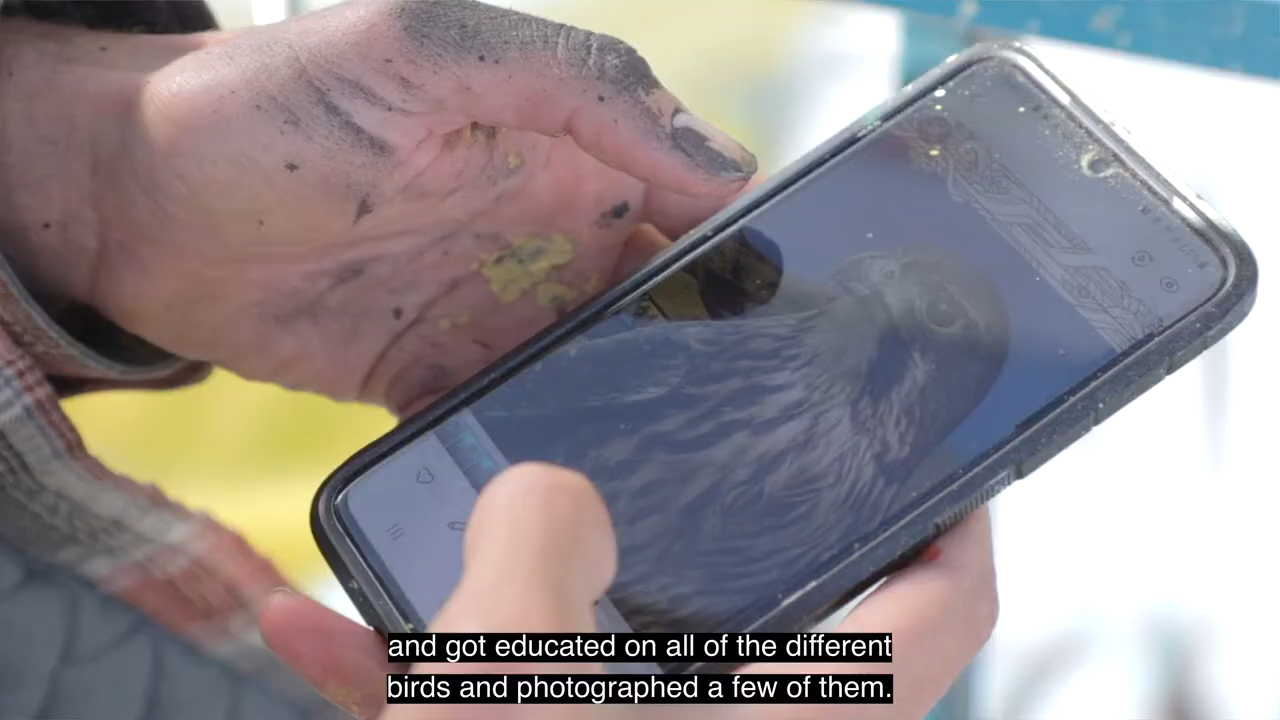 and got educated on all of the different
birds and photographed a few of them.